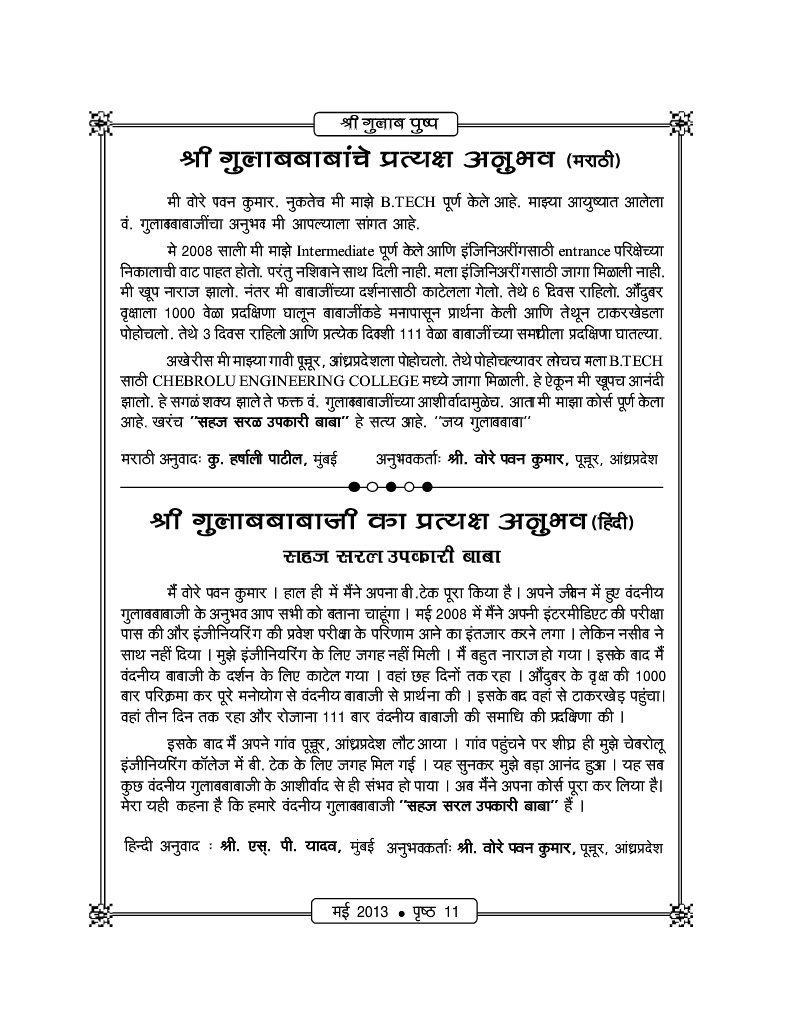 श्री गुलाब पुष्प
श्री गुलाबबाबांचे प्रत्यक्ष अनुभव (मराठी)
मी वोरे पवन कुमार. नुकतेच मी माझे B.TECH पूर्ण केले आहे. माझ्या आयुष्यात आलेला
वं. गुलाबबाबाजींचा अनुभव मी आपल्याला सांगत आहे.
मे 2008 साली मी माझे Intermediate पूर्ण केले आणि इंजिनिअरींगसाठी entrance परिक्षेच्या
निकालाची वाट पाहत होतो. परंतु नशिबाने साथ दिली नाही. मला इंजिनिअरींगसाठी जागा मिळाली नाही.
मी खूप नाराज झालो. नंतर मी बाबाजींच्या दर्शनासाठी काटेलला गेलो. तेथे 6 दिवस राहिलो. औदुंबर
वृक्षाला 1000 वेळा प्रदक्षिणा घालून बाबाजींकडे मनापासून प्रार्थना केली आणि तेथून टाकरखेडला
पोहोचलो. तेथे 3 दिवस राहिलो आणि प्रत्येक दिवशी 111 वेळा बाबाजींच्या समाधीला प्रदक्षिणा घातल्या.
अखेरीस मी माझ्या गावी पून्नूर, आंध्रप्रदेशला पोहोचलो. तेथे पोहोचल्यावर लगेचच मला B.TECH
साठी CHEBROLU ENGINEERING COLLEGE मध्ये जागा मिळाली. हे ऐकून मी खूपच आनंदी
झालो. हे सगळं शक्य झाले ते फक्त वं. गुलाबबाबाजींच्या आशीर्वादामुळेच. आता मी माझा कोर्स पूर्ण केला
आहे. खरंच ''सहज सरळ उपकारी बाबा'' हे सत्य आहे. ''जय गुलाबबाबा''
मराठी अनुवादः कु. हर्षाली पाटील, मुंबई अनुभवकर्ताः श्री. वोरे पवन कुमार, पून्नूर, आंध्रप्रदेश
श्री गुलाबबाबाजी का प्रत्यक्ष अनुभव (हिंदी)
सहज सरल उपकारी बाबा
मैं वोरे पवन कुमार । हाल ही में मैंने अपना बी.टेक पूरा किया है । अपने जीवन में हुए वंदनीय
गुलाबबाबाजी के अनुभव आप सभी को बताना चाहूंगा । मई 2008 में मैंने अपनी इंटरमीडिएट की परीक्षा
पास की और इंजीनियरिंग की प्रवेश परीक्षा के परिणाम आने का इंतजार करने लगा । लेकिन नसीब ने
साथ नहीं दिया । मुझे इंजीनियरिंग के लिए जगह नहीं मिली । मैं बहुत नाराज हो गया । इसके बाद मैं
वंदनीय बाबाजी के दर्शन के लिए काटेल गया । वहां छह दिनों तक रहा । औदुंबर के वृक्ष की 1000
बार परिक्रमा कर पूरे मनोयोग से वंदनीय बाबाजी से प्रार्थना की । इसके बाद वहां से टाकरखेड़ पहुंचा।
वहां तीन दिन तक रहा और रोजाना 111 बार वंदनीय बाबाजी की समाधि की प्रदक्षिणा की ।
इसके बाद मैं अपने गांव पून्नूर, आंध्रप्रदेश लौट आया । गांव पहुंचने पर शीघ्र ही मुझे चेबरोलू
इंजीनियरिंग कॉलेज में बी. टेक के लिए जगह मिल गई । यह सुनकर मुझे बड़ा आनंद हुआ । यह सब
कुछ वंदनीय गुलाबबाबाजी के आशीर्वाद से ही संभव हो पाया । अब मैंने अपना कोर्स पूरा कर लिया है।
मेरा यही कहना है कि हमारे वंदनीय गुलाबबाबाजी ''सहज सरल उपकारी बाबा'' हैं ।
हिन्दी अनुवाद : श्री. एस्. पी. यादव, मुंबई अनुभवकर्ताः श्री. वोरे पवन कुमार, पून्नूर, आंध्रप्रदेश
मई 2013 ● पृष्ठ 11